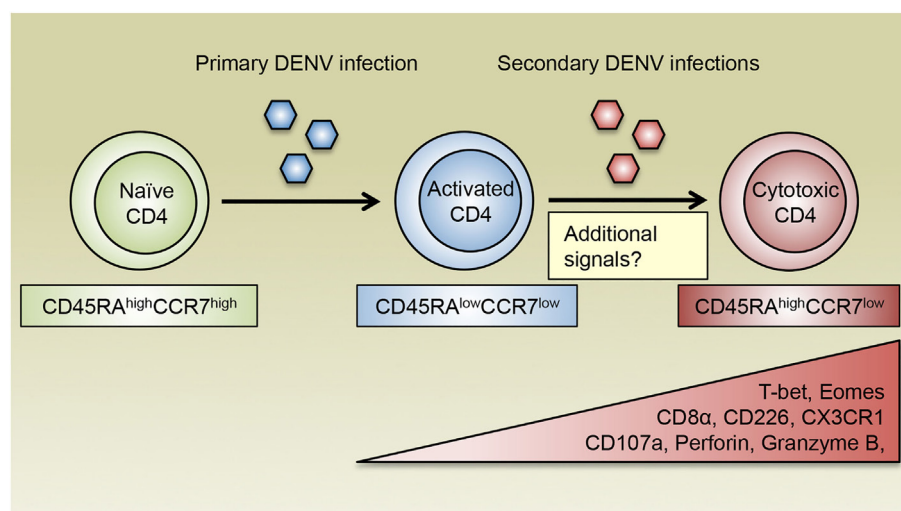 Primary DENV infection
Secondary DENV infections
Naïve
CD4
Activated
CD4
Cytotoxic
CD4
Additional
signals?
CD45RAhighCCR7high
CD45RAlowCCR7low
CD45RAhighCCR7low
T-bet, Eomes
CD8α, CD226, CX3CR1
CD107a, Perforin, Granzyme B,